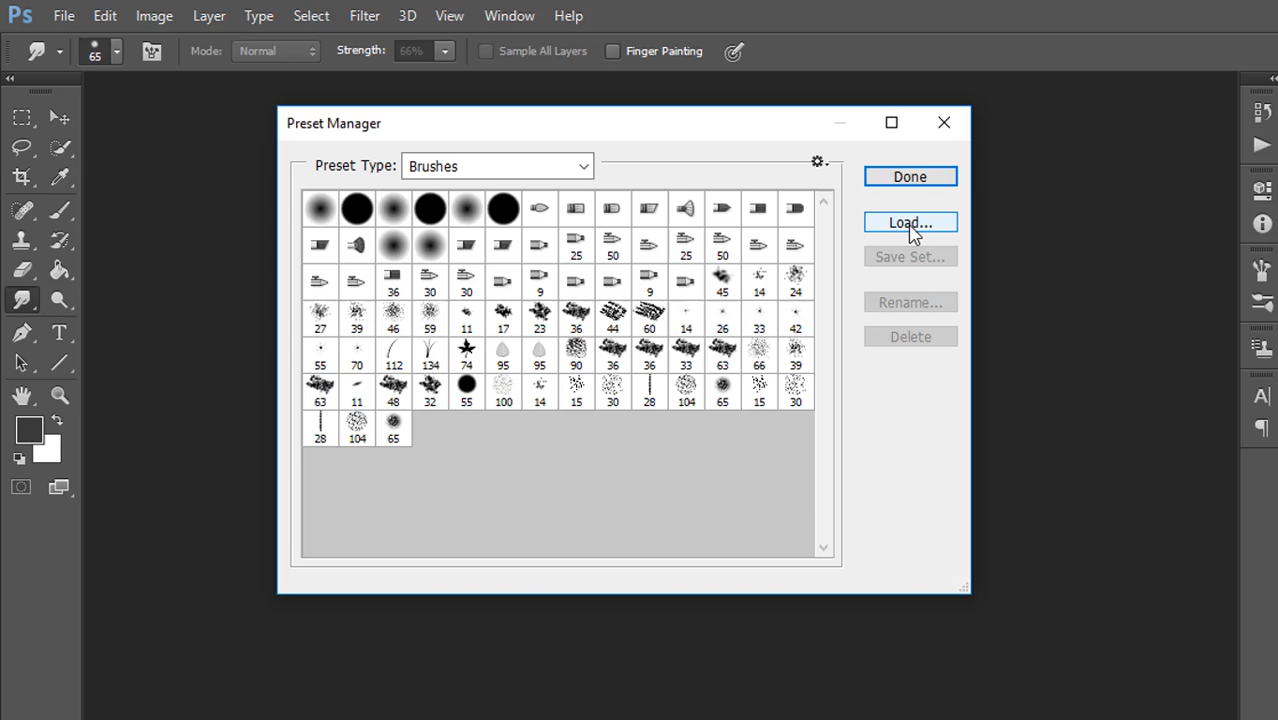 Ps File Edit Image Layer Type Select Filter 3D View Window Help
65 Mode: Normal Strength: 66% Sample All Layers Finger Painting
Preset Manager
Preset Type: Brushes
Done
Load...
Save Set...
Rename...
Delete
25 50 25 50
36 30 30 9 9 45 14 24
27 39 46 59 11 17 23 36 44 60 14 26 33 42
55 70 112 134 74 95 95 90 36 36 33 63 66 39
63 11 48 32 55 100 14 15 30 28 104 65 15 30
28 104 65